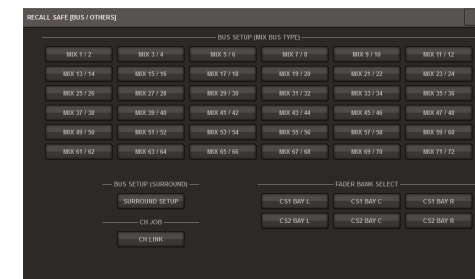 RECALL SAFE [BUS / OTHERS]
BUS SETUP (MIX BUS TYPE)
MIX 1 / 2 MIX 3 / 4 MIX 5 / 6 MIX 7 / 8 MIX 9 / 10 MIX 11 / 12
MIX 13 / 14 MIX 15 / 16 MIX 17 / 18 MIX 19 / 20 MIX 21 / 22 MIX 23 / 24
MIX 25 / 26 MIX 27 / 28 MIX 29 / 30 MIX 31 / 32 MIX 33 / 34 MIX 35 / 36
MIX 37 / 38 MIX 39 / 40 MIX 41 / 42 MIX 43 / 44 MIX 45 / 46 MIX 47 / 48
MIX 49 / 50 MIX 51 / 52 MIX 53 / 54 MIX 55 / 56 MIX 57 / 58 MIX 59 / 60
MIX 61 / 62 MIX 63 / 64 MIX 65 / 66 MIX 67 / 68 MIX 69 / 70 MIX 71 / 72
BUS SETUP (SURROUND) FADER BANK SELECT
SURROUND SETUP CS1 BAY L CS1 BAY C CS1 BAY R
CH JOB CS2 BAY L CS2 BAY C CS2 BAY R
CH LINK